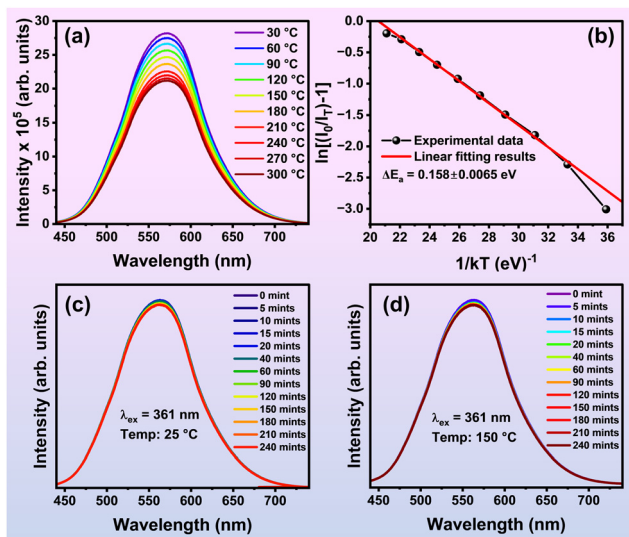 (a)
30 °C
60 °C
90 °C
120 °C
150 °C
180 °C
210 °C
240 °C
270 °C
300 °C
Intensity x 10⁵ (arb. units)
30
25
20
15
10
5
0
450 500 550 600 650 700
Wavelength (nm)
(b)
ln[(I₀/I_T)-1]
0.0
-0.5
-1.0
-1.5
-2.0
-2.5
-3.0
Experimental data
Linear fitting results
ΔEₐ = 0.158±0.0065 eV
20 22 24 26 28 30 32 34 36
1/kT (eV)⁻¹
(c)
0 mint
5 mints
10 mints
15 mints
20 mints
40 mints
60 mints
90 mints
120 mints
150 mints
180 mints
210 mints
240 mints
λex = 361 nm
Temp: 25 °C
Intensity (arb. units)
450 500 550 600 650 700
Wavelength (nm)
(d)
0 mint
5 mints
10 mints
15 mints
20 mints
40 mints
60 mints
90 mints
120 mints
150 mints
180 mints
210 mints
240 mints
λex = 361 nm
Temp: 150 °C
Intensity (arb. units)
450 500 550 600 650 700
Wavelength (nm)